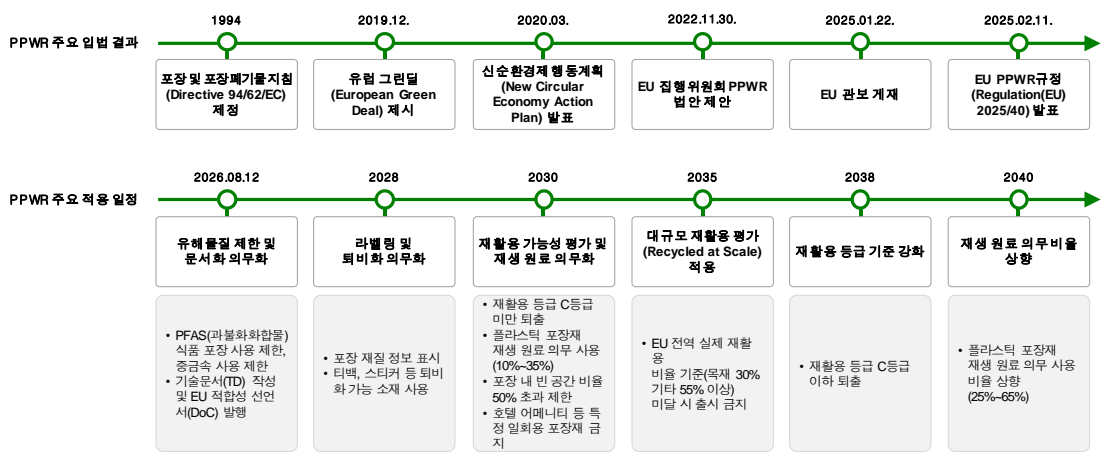 1994
2019.12.
2020.03.
2022.11.30.
2025.01.22.
2025.02.11.
PPWR 주요 입법 결과
포장 및 포장폐기물지침
(Directive 94/62/EC)
제정
유럽 그린딜
(European Green
Deal) 제시
신순환경제행동계획
(New Circular
Economy Action
Plan) 발표
EU 집행위원회PPWR
법안제안
EU 관보게재
EU PPWR규정
(Regulation(EU)
2025/40) 발표
2026.08.12
2028
2030
2035
2038
2040
PPWR 주요 적용 일정
유해물질 제한 및
문서화 의무화
라벨링 및
퇴비화 의무화
재활용 가능성 평가 및
재생 원료 의무화
대규모 재활용 평가
(Recycled at Scale)
적용
재활용 등급 기준 강화
재생 원료 의무비율
상향
• PFAS(과불화화합물)
식품 포장 사용 제한,
중금속 사용 제한
• 기술문서(TD) 작성
및 EU 적합성 선언
서(DoC) 발행
• 포장 재질 정보 표시
• 티백, 스티커 등 퇴비
화 가능 소재 사용
• 재활용 등급 C등급
미만 퇴출
• 플라스틱 포장재
재생 원료 의무 사용
(10%~35%)
• 포장 내 빈 공간 비율
50% 초과 제한
• 호텔 어메니티 등 특
정 일회용 포장재 금
지
• EU 전역 실제 재활
용
비율 기준(목재 30%
기타 55% 이상)
미달 시 출시 금지
• 재활용 등급 C등급
이하 퇴출
• 플라스틱 포장재
재생 원료 의무 사용
비율 상향
(25%~65%)